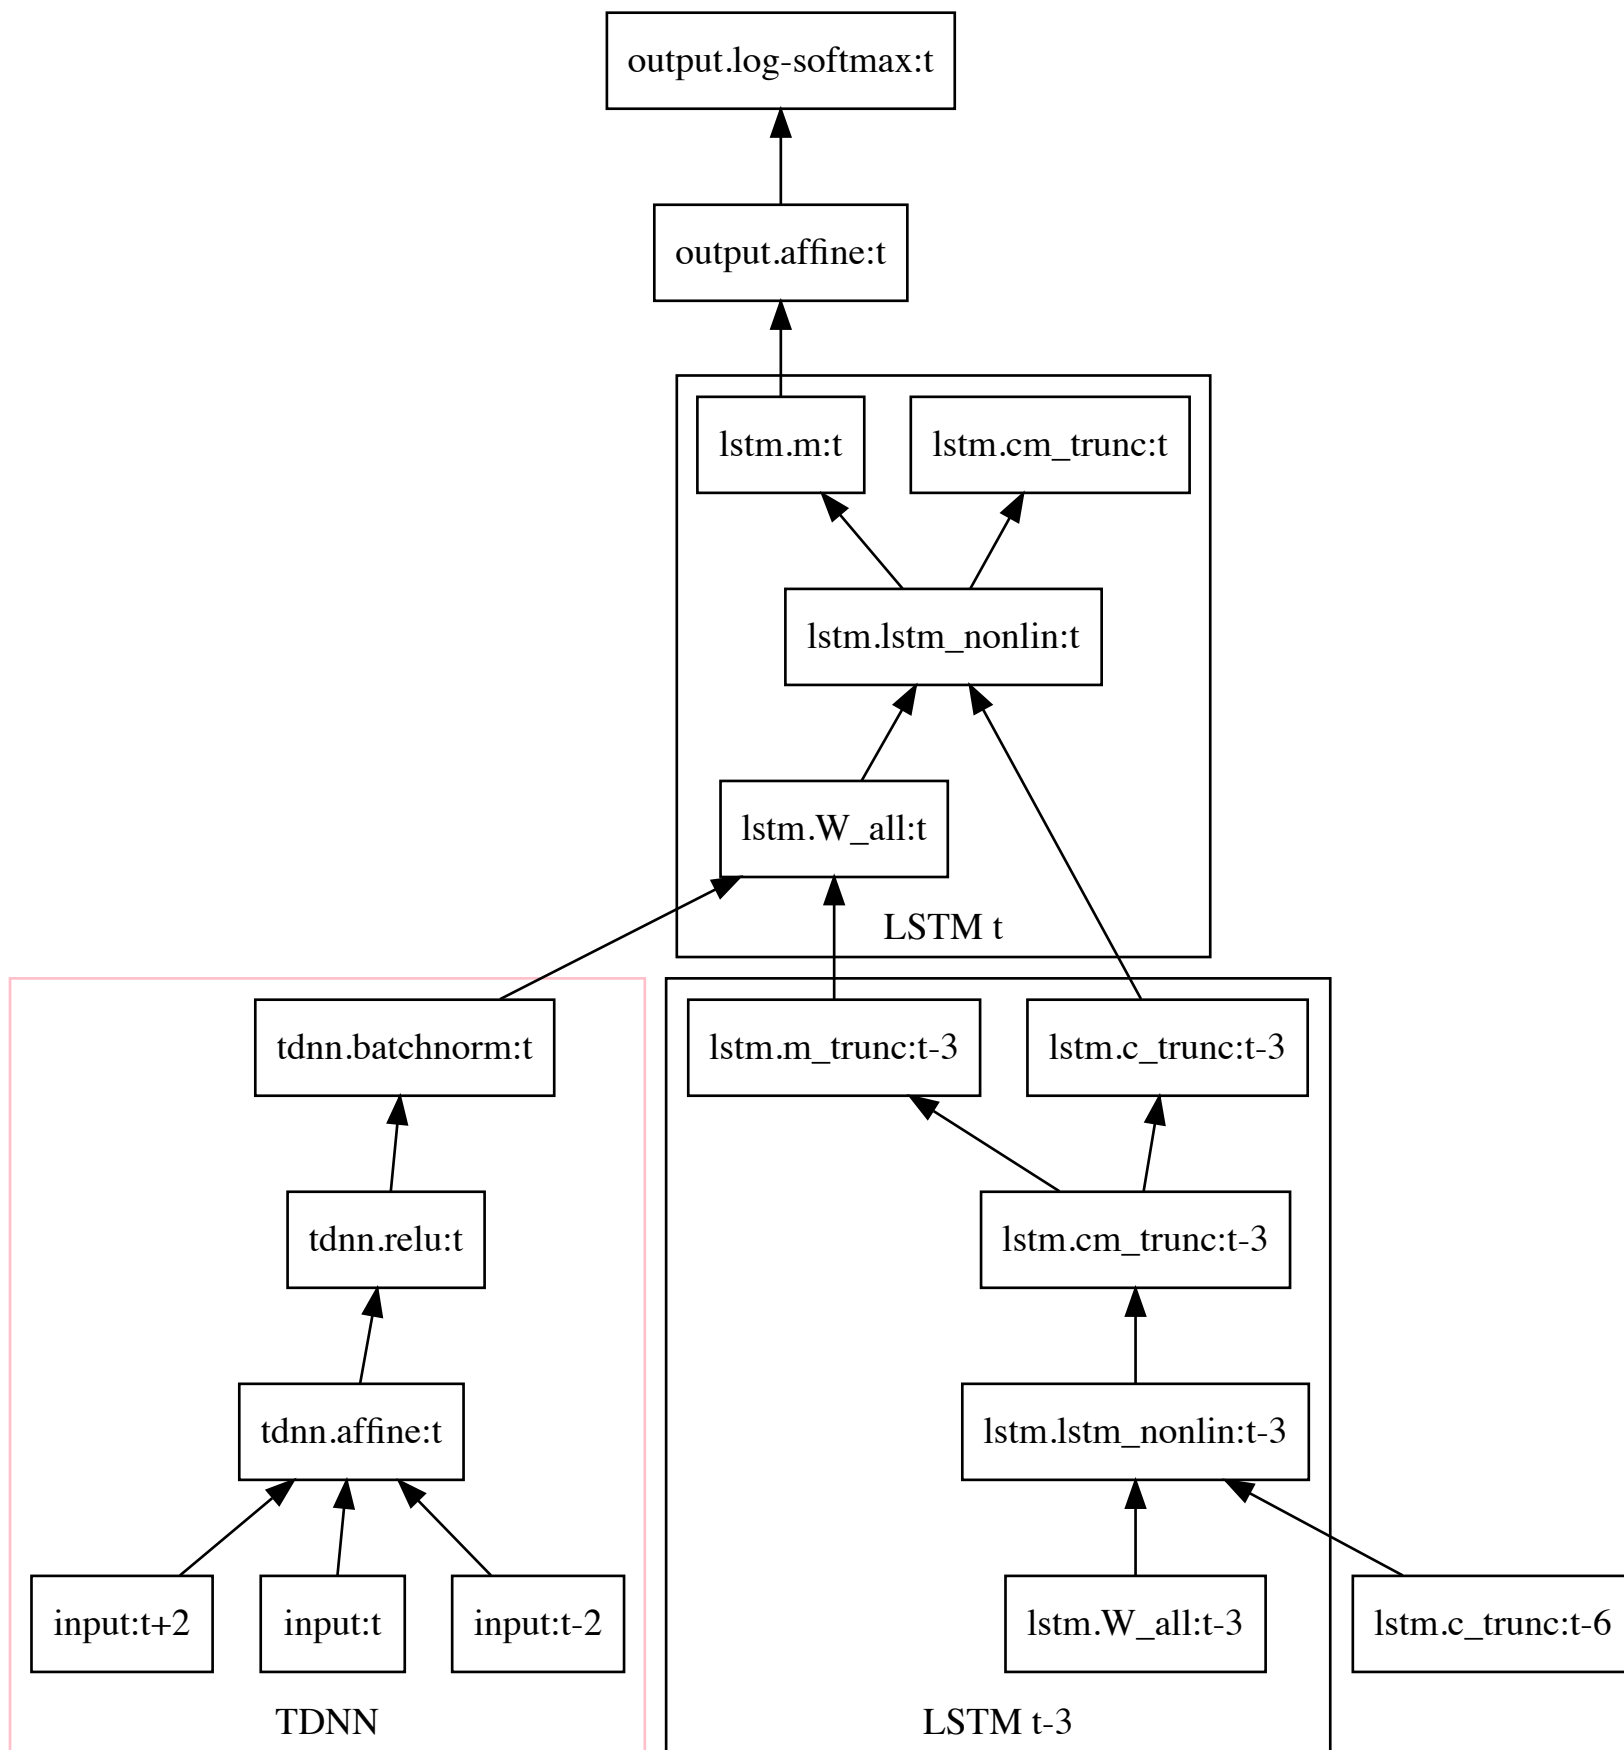 output.log-softmax:t
output.affine:t
lstm.m:t
lstm.cm_trunc:t
lstm.lstm_nonlin:t
lstm.W_all:t
LSTM t
tdnn.batchnorm:t
lstm.m_trunc:t-3
lstm.c_trunc:t-3
tdnn.relu:t
lstm.cm_trunc:t-3
tdnn.affine:t
lstm.lstm_nonlin:t-3
input:t+2
input:t
input:t-2
lstm.W_all:t-3
lstm.c_trunc:t-6
TDNN
LSTM t-3